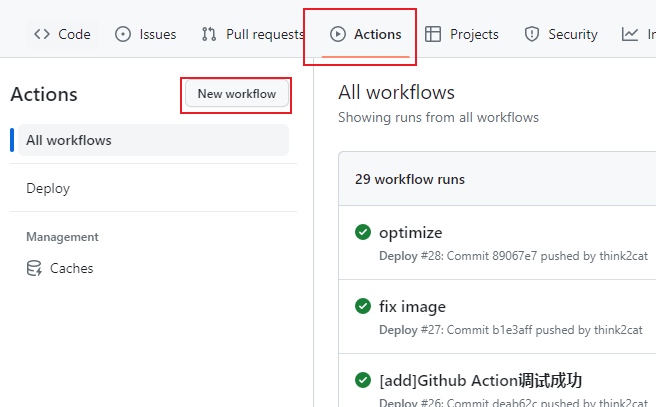 Code Issues Pull requests Actions Projects Security
Actions New workflow
All workflows
Deploy
Management
Caches
All workflows
Showing runs from all workflows
29 workflow runs
optimize
Deploy #28: Commit 89067e7 pushed by think2cat
fix image
Deploy #27: Commit b1e3aff pushed by think2cat
[add]Github Action调试成功
Deploy #26: Commit deab62c pushed by think2cat